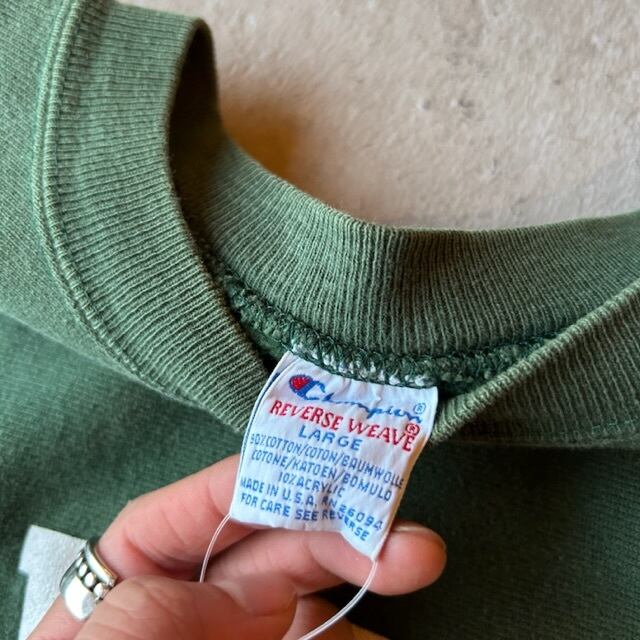 Champion®
REVERSE WEAVE®
LARGE
90%COTTON/COTON/BAUMWOLLE
COTONE/KATOEN/BOMULD
10%ACRYLIC
MADE IN U.S.A. RN 26094
FOR CARE SEE REVERSE